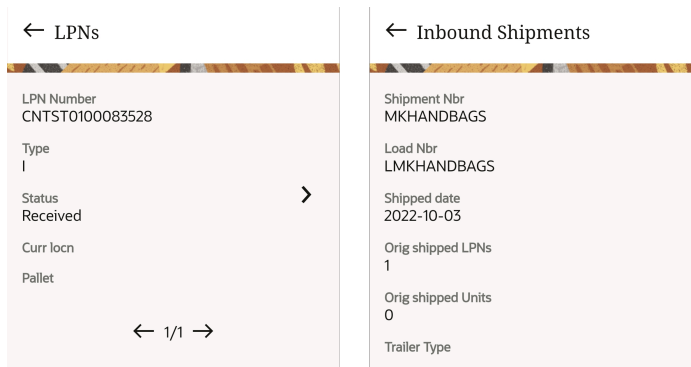 LPNs
LPN Number
CNTST0100083528
Type
I
Status
Received
Curr locn
Pallet
1/1
Inbound Shipments
Shipment Nbr
MKHANDBAGS
Load Nbr
LMKHANDBAGS
Shipped date
2022-10-03
Orig shipped LPNs
1
Orig shipped Units
0
Trailer Type